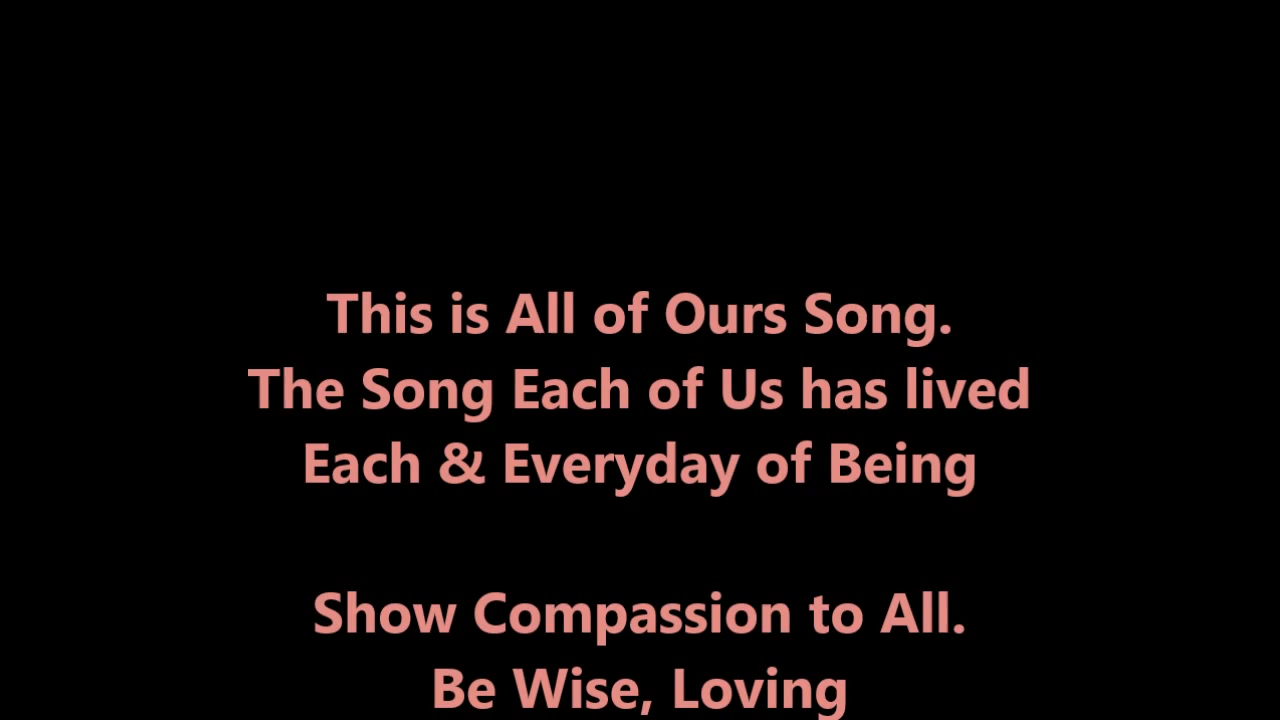 This is All of Ours Song.
The Song Each of Us has lived
Each & Everyday of Being
Show Compassion to All.
Be Wise, Loving